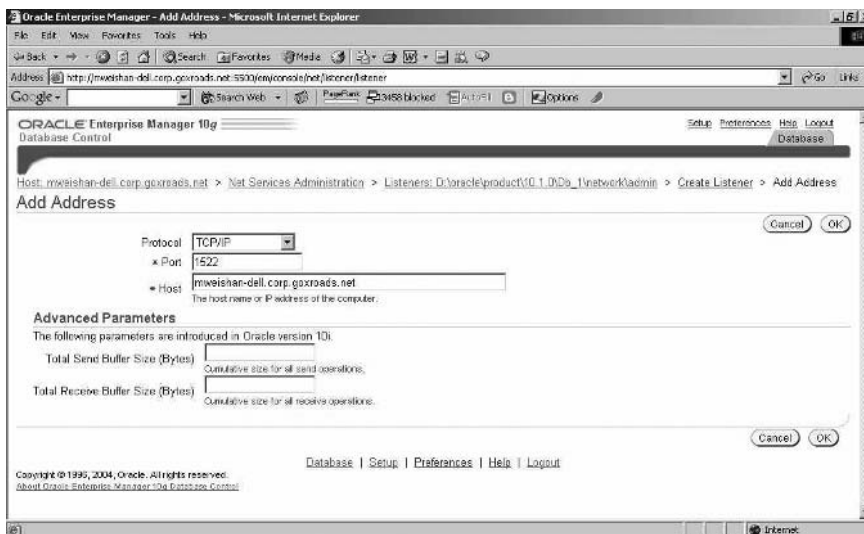 Oracle Enterprise Manager - Add Address - Microsoft Internet Explorer
File Edit View Favorites Tools Help
Back Search Favorites Media
Address http://mweishan-dell.corp.goxroads.net:5500/em/console/net/listener/listener Go Links
Google Search Web PageRank 3458 blocked AutoFill Options
ORACLE Enterprise Manager 10g
Database Control
Setup Preferences Help Logout
Database
Host: mweishan-dell.corp.goxroads.net > Net Services Administration > Listeners: D:\oracle\product\10.1.0\Db_1\network\admin > Create Listener > Add Address
Add Address
Cancel OK
Protocol TCP/IP
* Port 1522
* Host mweishan-dell.corp.goxroads.net
The host name or IP address of the computer.
Advanced Parameters
The following parameters are introduced in Oracle version 10i.
Total Send Buffer Size (Bytes)
Cumulative size for all send operations.
Total Receive Buffer Size (Bytes)
Cumulative size for all receive operations.
Cancel OK
Database | Setup | Preferences | Help | Logout
Copyright © 1996, 2004, Oracle. All rights reserved.
About Oracle Enterprise Manager 10g Database Control
Internet